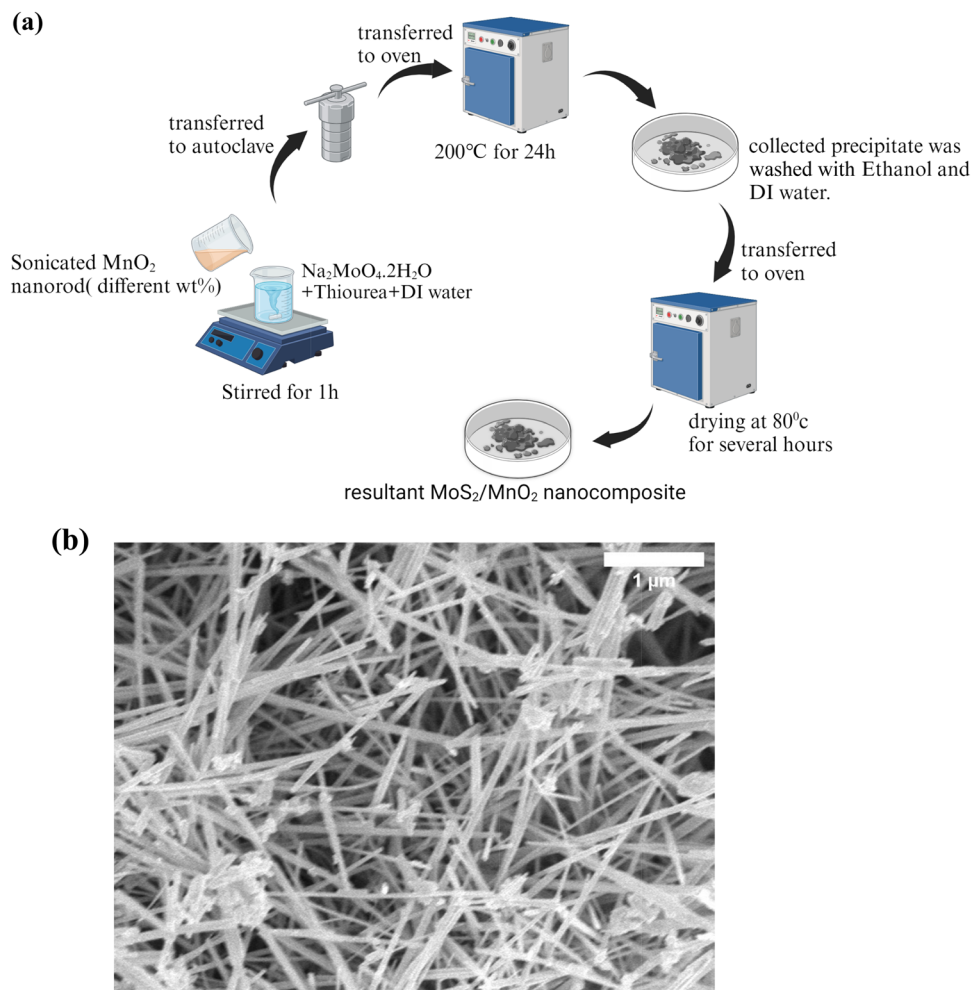 (a)
transferred
to oven
transferred
to autoclave
200℃ for 24h
collected precipitate was
washed with Ethanol and
DI water.
Sonicated MnO₂
nanorod( different wt%)
Na₂MoO₄.2H₂O
+Thiourea+DI water
Stirred for 1h
transferred
to oven
drying at 80⁰c
for several hours
resultant MoS₂/MnO₂ nanocomposite
(b)
1 µm